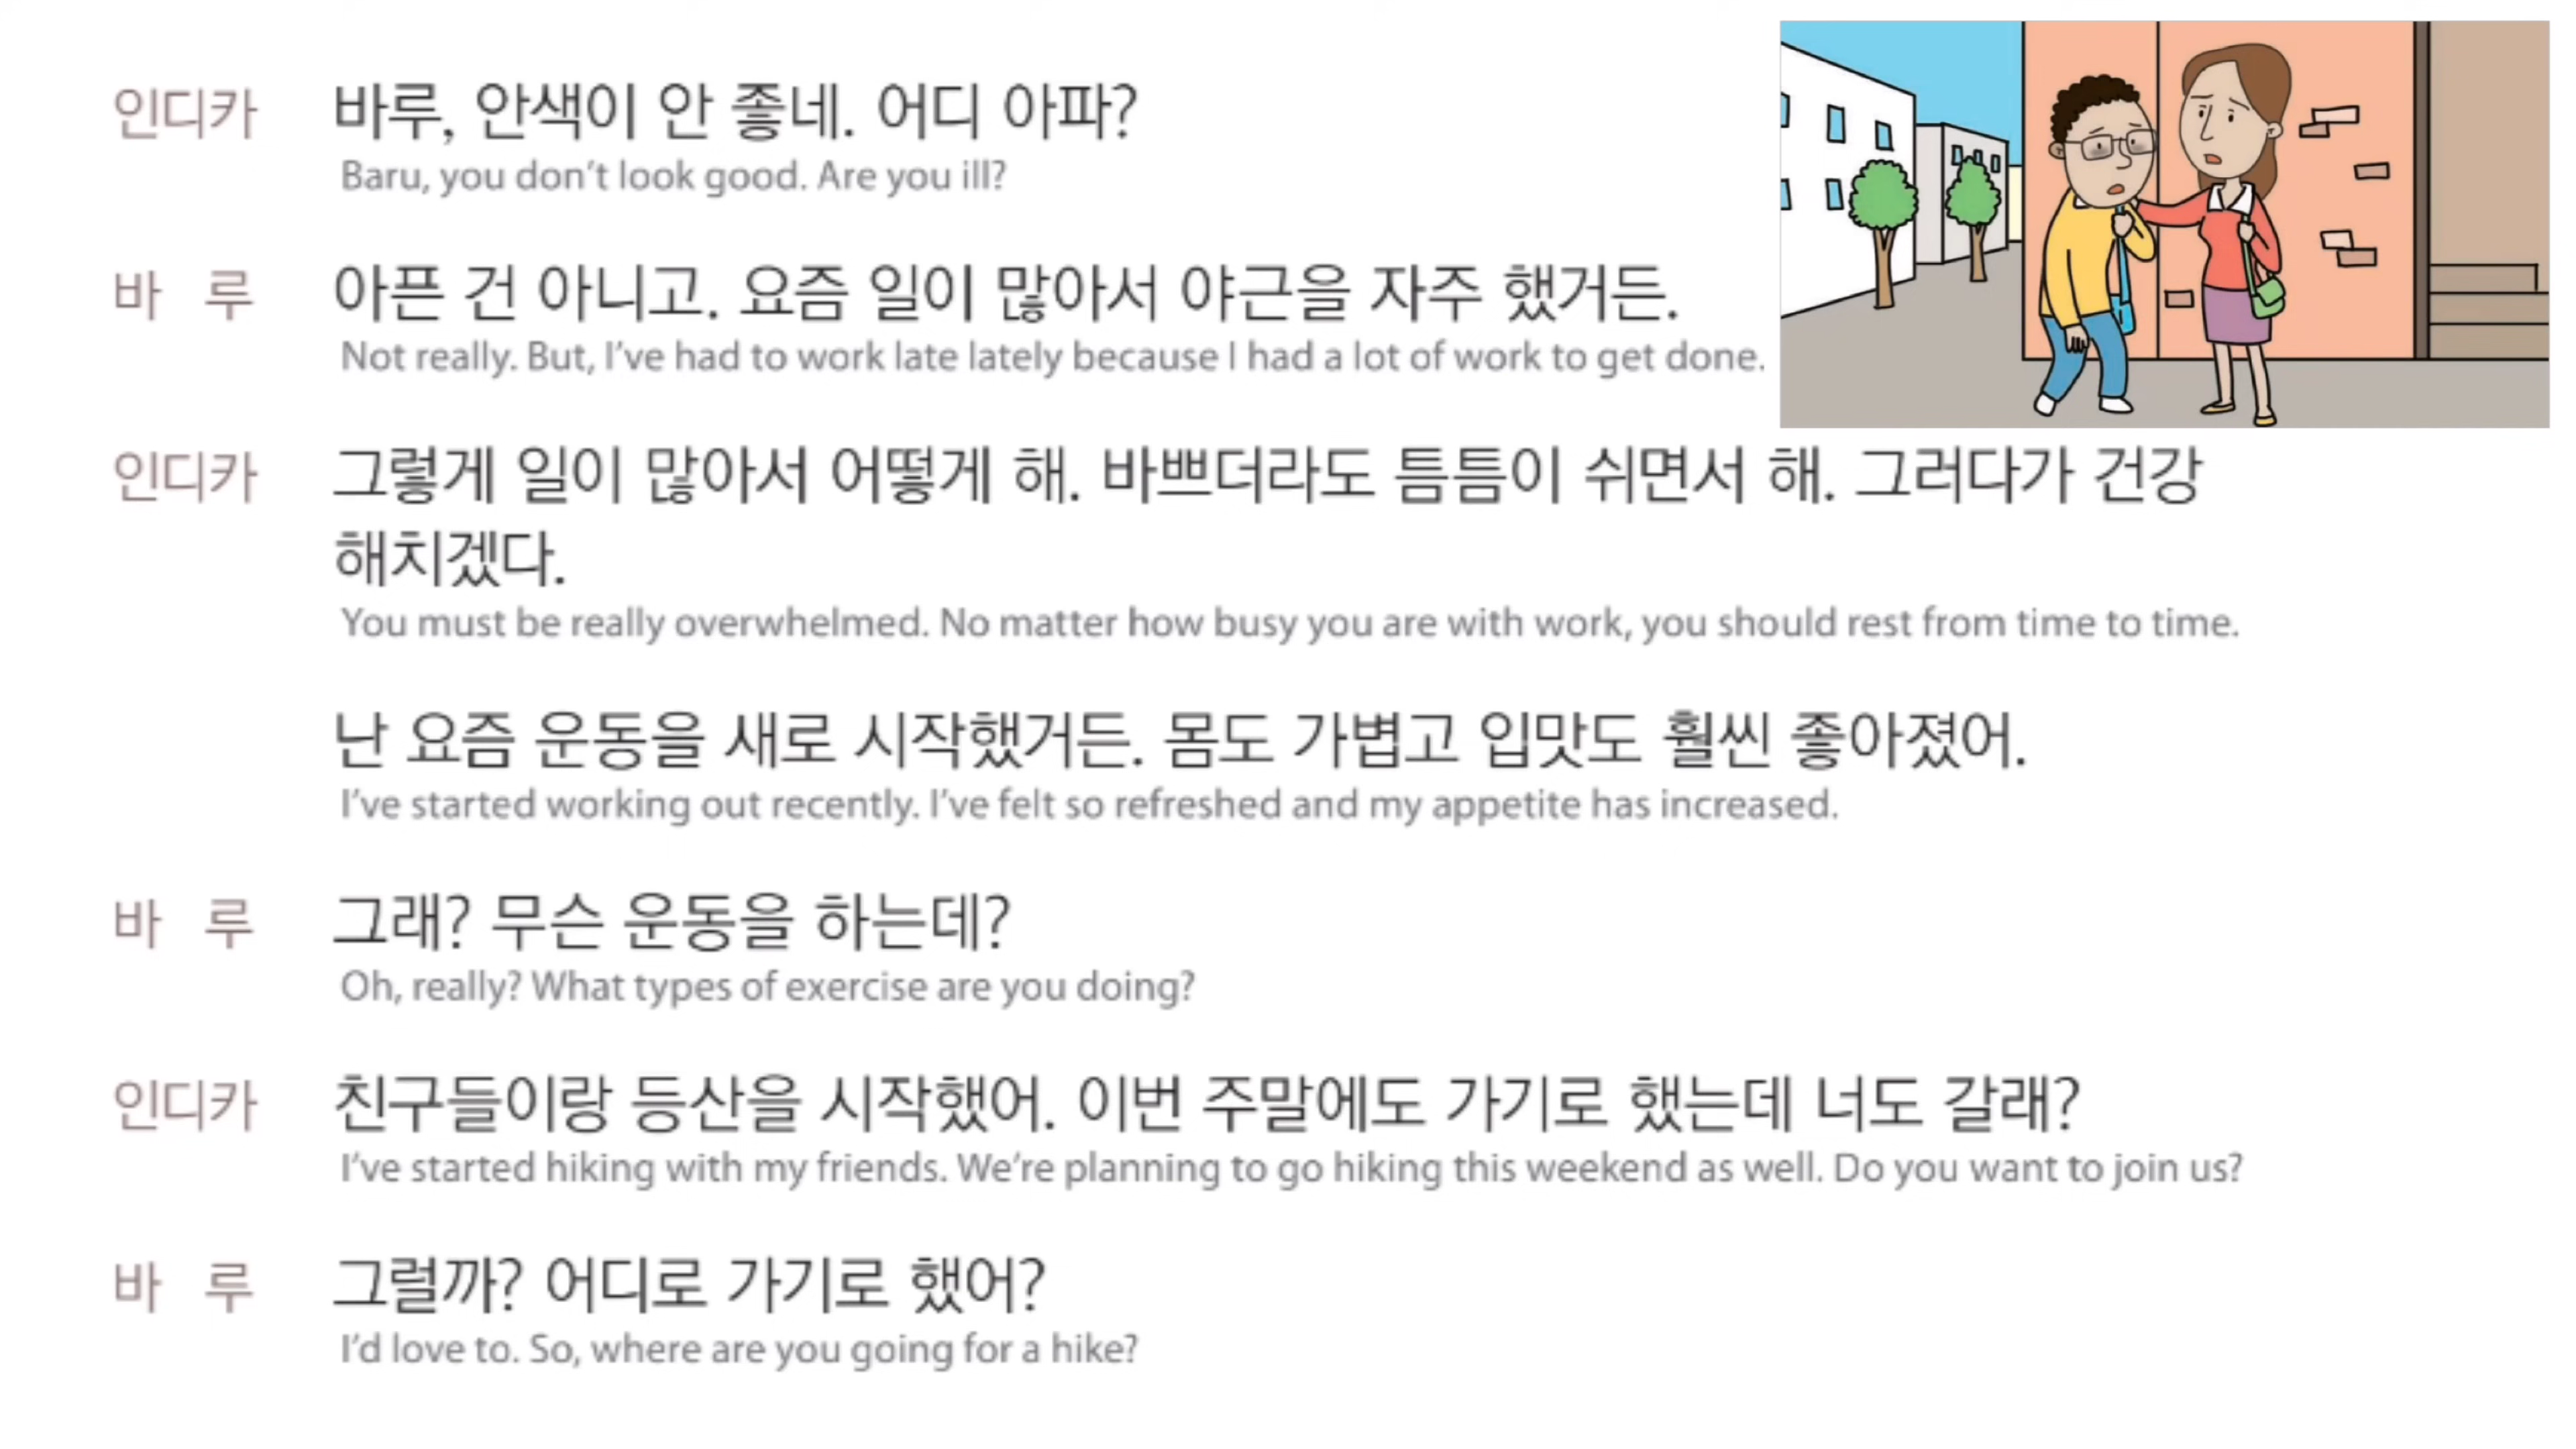 인디카 바루, 안색이 안 좋네. 어디 아파?
Baru, you don't look good. Are you ill?
바 루 아픈 건 아니고. 요즘 일이 많아서 야근을 자주 했거든.
Not really. But, I've had to work late lately because I had a lot of work to get done.
인디카 그렇게 일이 많아서 어떻게 해. 바쁘더라도 틈틈이 쉬면서 해. 그러다가 건강
해치겠다.
You must be really overwhelmed. No matter how busy you are with work, you should rest from time to time.
난 요즘 운동을 새로 시작했거든. 몸도 가볍고 입맛도 훨씬 좋아졌어.
I've started working out recently. I've felt so refreshed and my appetite has increased.
바 루 그래? 무슨 운동을 하는데?
Oh, really? What types of exercise are you doing?
인디카 친구들이랑 등산을 시작했어. 이번 주말에도 가기로 했는데 너도 갈래?
I've started hiking with my friends. We're planning to go hiking this weekend as well. Do you want to join us?
바 루 그럴까? 어디로 가기로 했어?
I'd love to. So, where are you going for a hike?